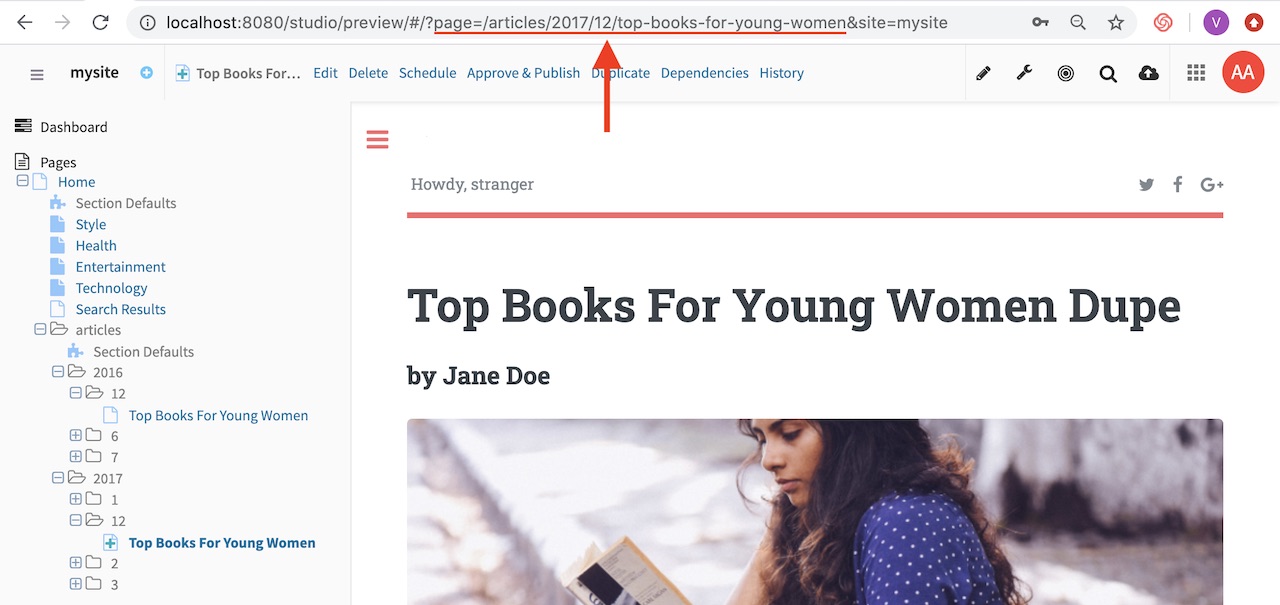 localhost:8080/studio/preview/#/?page=/articles/2017/12/top-books-for-young-women&site=mysite
V
mysite
Top Books For... Edit Delete Schedule Approve & Publish Duplicate Dependencies History
AA
Dashboard
Pages
Home
Section Defaults
Style
Health
Entertainment
Technology
Search Results
articles
Section Defaults
2016
12
Top Books For Young Women
6
7
2017
1
12
Top Books For Young Women
2
3
Howdy, stranger
Top Books For Young Women Dupe
by Jane Doe